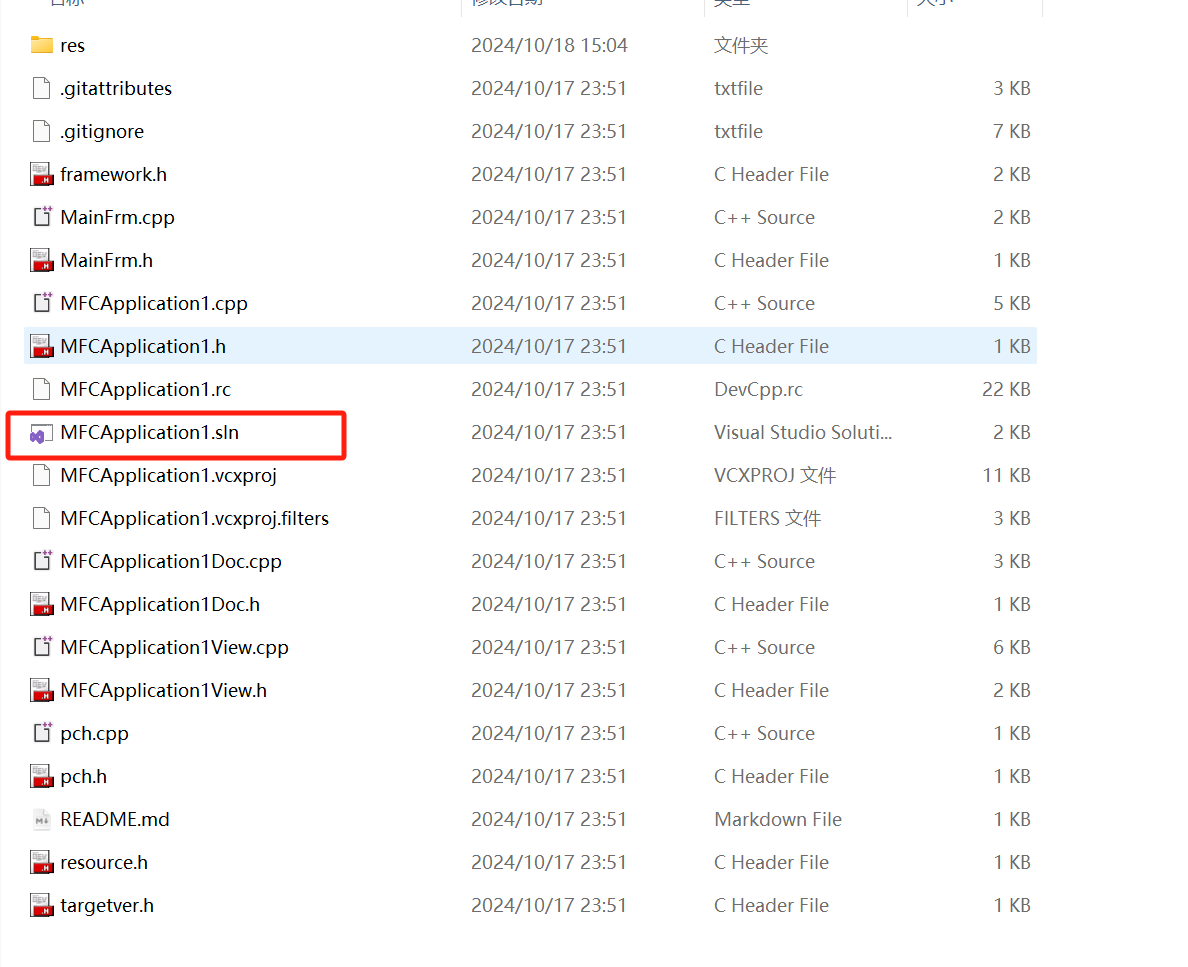 名称 修改日期 类型 大小
res 2024/10/18 15:04 文件夹
.gitattributes 2024/10/17 23:51 txtfile 3 KB
.gitignore 2024/10/17 23:51 txtfile 7 KB
framework.h 2024/10/17 23:51 C Header File 2 KB
MainFrm.cpp 2024/10/17 23:51 C++ Source 2 KB
MainFrm.h 2024/10/17 23:51 C Header File 1 KB
MFCApplication1.cpp 2024/10/17 23:51 C++ Source 5 KB
MFCApplication1.h 2024/10/17 23:51 C Header File 1 KB
MFCApplication1.rc 2024/10/17 23:51 DevCpp.rc 22 KB
MFCApplication1.sln 2024/10/17 23:51 Visual Studio Soluti... 2 KB
MFCApplication1.vcxproj 2024/10/17 23:51 VCXPROJ 文件 11 KB
MFCApplication1.vcxproj.filters 2024/10/17 23:51 FILTERS 文件 3 KB
MFCApplication1Doc.cpp 2024/10/17 23:51 C++ Source 3 KB
MFCApplication1Doc.h 2024/10/17 23:51 C Header File 1 KB
MFCApplication1View.cpp 2024/10/17 23:51 C++ Source 6 KB
MFCApplication1View.h 2024/10/17 23:51 C Header File 2 KB
pch.cpp 2024/10/17 23:51 C++ Source 1 KB
pch.h 2024/10/17 23:51 C Header File 1 KB
README.md 2024/10/17 23:51 Markdown File 1 KB
resource.h 2024/10/17 23:51 C Header File 1 KB
targetver.h 2024/10/17 23:51 C Header File 1 KB